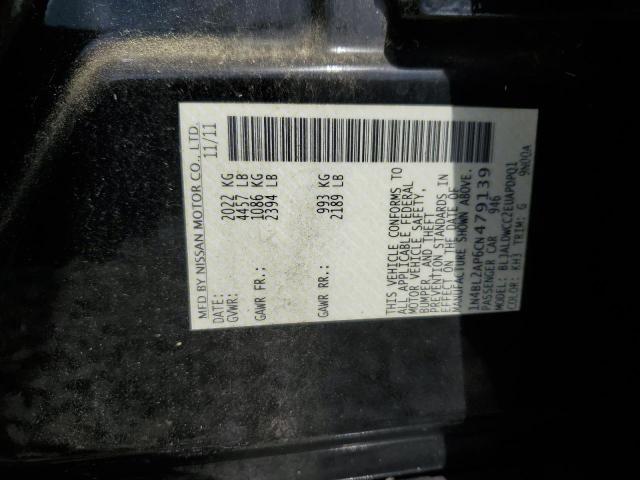 MFD BY NISSAN MOTOR CO., LTD.
DATE: 11/11
GVWR: 2022 KG
4457 LB
GAWR FR.: 1086 KG
2394 LB
GAWR RR.: 993 KG
2189 LB
THIS VEHICLE CONFORMS TO
ALL APPLICABLE FEDERAL
MOTOR VEHICLE SAFETY,
BUMPER, AND THEFT
PREVENTION STANDARDS IN
EFFECT ON THE DATE OF
MANUFACTURE SHOWN ABOVE.
1N4BL2AP6CN479139
PASSENGER CAR 946
MODEL: BL3ALDWCC2EUAPDPQ1
COLOR: KH3 TRIM: G 9N00A